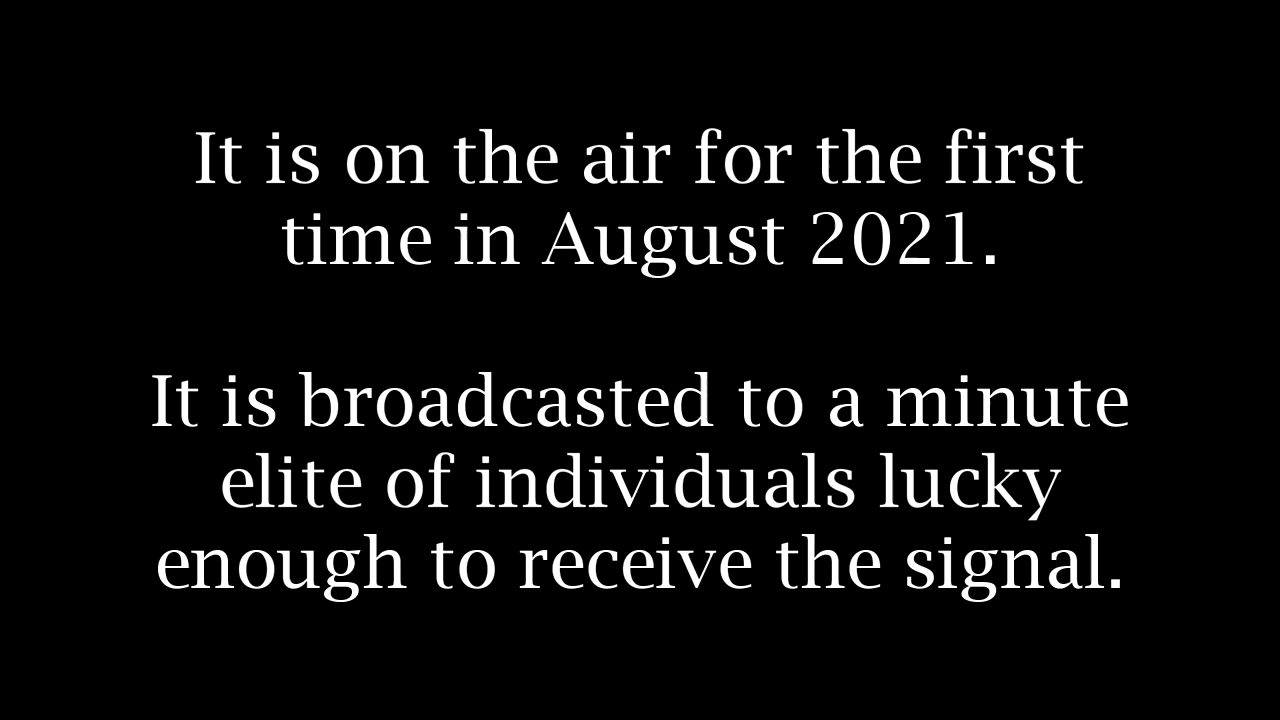 It is on the air for the first
time in August 2021.
It is broadcasted to a minute
elite of individuals lucky
enough to receive the signal.